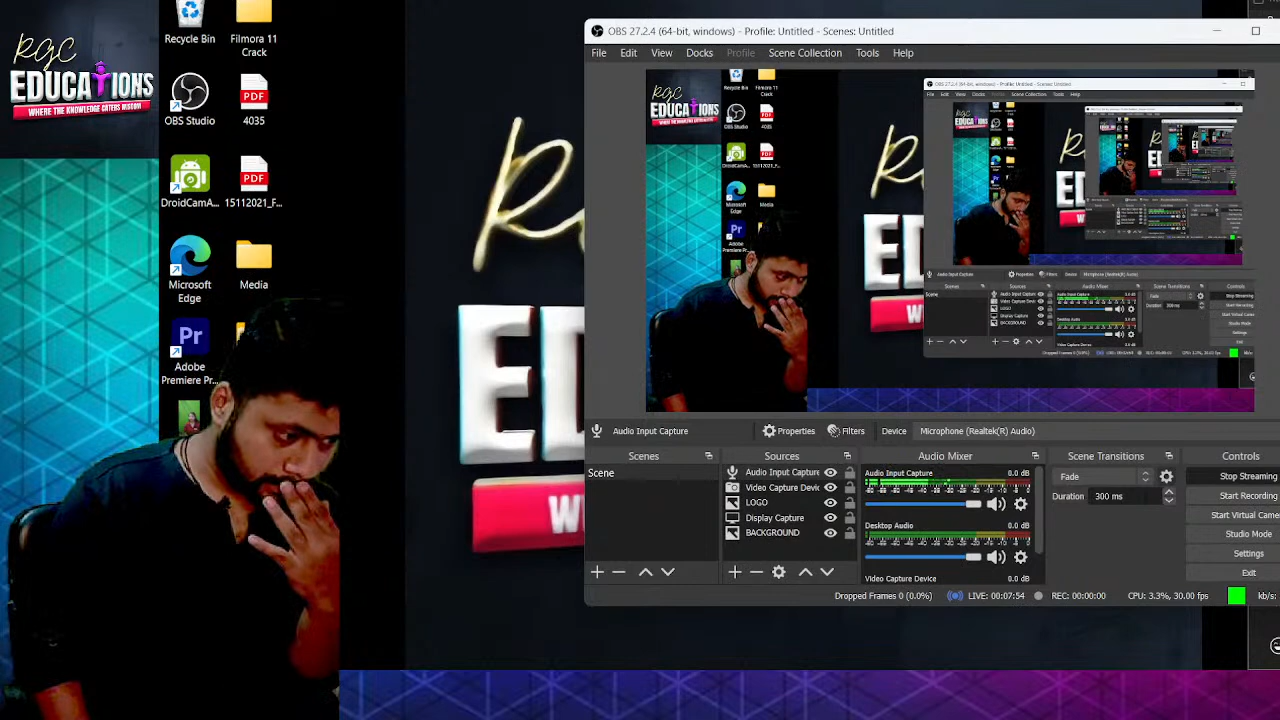 RGC
EDUCATIONS
WHERE THE KNOWLEDGE GATERS WISDOM
Recycle Bin
Filmora 11
Crack
OBS Studio
4035
DroidCamA...
15112021_F...
Microsoft
Edge
Media
Adobe
Premiere Pr...
OBS 27.2.4 (64-bit, windows) - Profile: Untitled - Scenes: Untitled
File Edit View Docks Profile Scene Collection Tools Help
Audio Input Capture
Properties
Filters
Device
Microphone (Realtek(R) Audio)
Scenes
Scene
Sources
Audio Input Capture
Video Capture Devi
LOGO
Display Capture
BACKGROUND
Audio Mixer
Audio Input Capture 0.0 dB
Desktop Audio 0.0 dB
Video Capture Device 0.0 dB
Scene Transitions
Fade
Duration 300 ms
Controls
Stop Streaming
Start Recording
Start Virtual Came
Studio Mode
Settings
Exit
Dropped Frames 0 (0.0%) LIVE: 00:07:54 REC: 00:00:00 CPU: 3.3%, 30.00 fps kb/s: